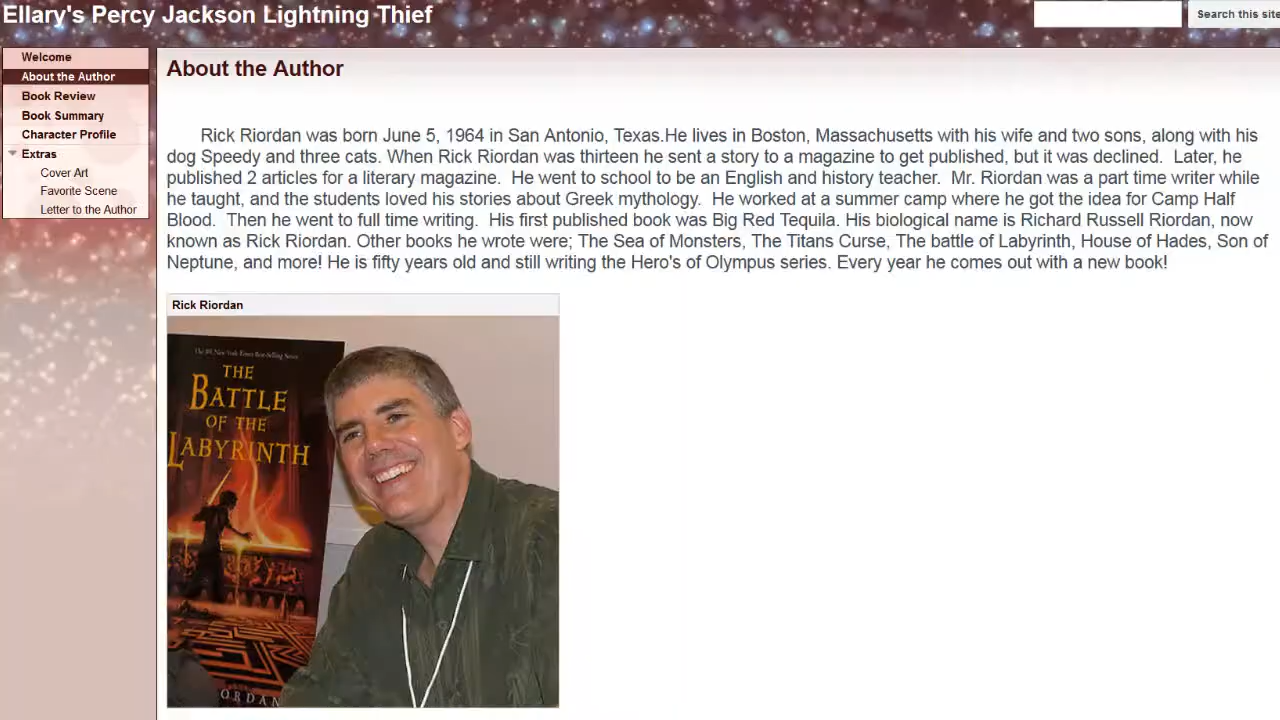 Ellary's Percy Jackson Lightning Thief
Search this site
Welcome
About the Author
Book Review
Book Summary
Character Profile
Extras
Cover Art
Favorite Scene
Letter to the Author
About the Author
Rick Riordan was born June 5, 1964 in San Antonio, Texas.He lives in Boston, Massachusetts with his wife and two sons, along with his
dog Speedy and three cats. When Rick Riordan was thirteen he sent a story to a magazine to get published, but it was declined.  Later, he
published 2 articles for a literary magazine.  He went to school to be an English and history teacher.  Mr. Riordan was a part time writer while
he taught, and the students loved his stories about Greek mythology.  He worked at a summer camp where he got the idea for Camp Half
Blood.  Then he went to full time writing.  His first published book was Big Red Tequila. His biological name is Richard Russell Riordan, now
known as Rick Riordan. Other books he wrote were; The Sea of Monsters, The Titans Curse, The battle of Labyrinth, House of Hades, Son of
Neptune, and more! He is fifty years old and still writing the Hero's of Olympus series. Every year he comes out with a new book!
Rick Riordan
The #1 New York Times Best-Selling Series
THE
BATTLE
OF THE
LABYRINTH
ORDAN